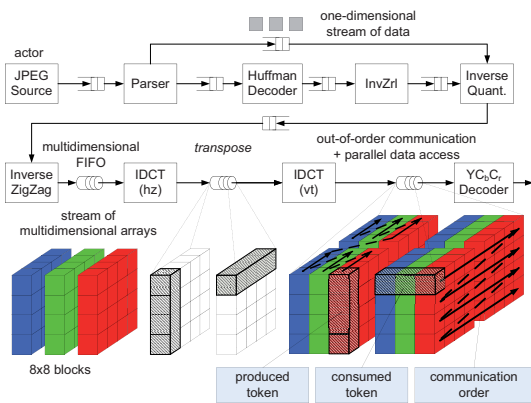 one-dimensional
stream of data
actor
JPEG
Source
Parser
Huffman
Decoder
InvZrl
Inverse
Quant.
multidimensional
FIFO
transpose
out-of-order communication
+ parallel data access
Inverse
ZigZag
IDCT
(hz)
IDCT
(vt)
YCbCr
Decoder
stream of
multidimensional arrays
8x8 blocks
produced
token
consumed
token
communication
order